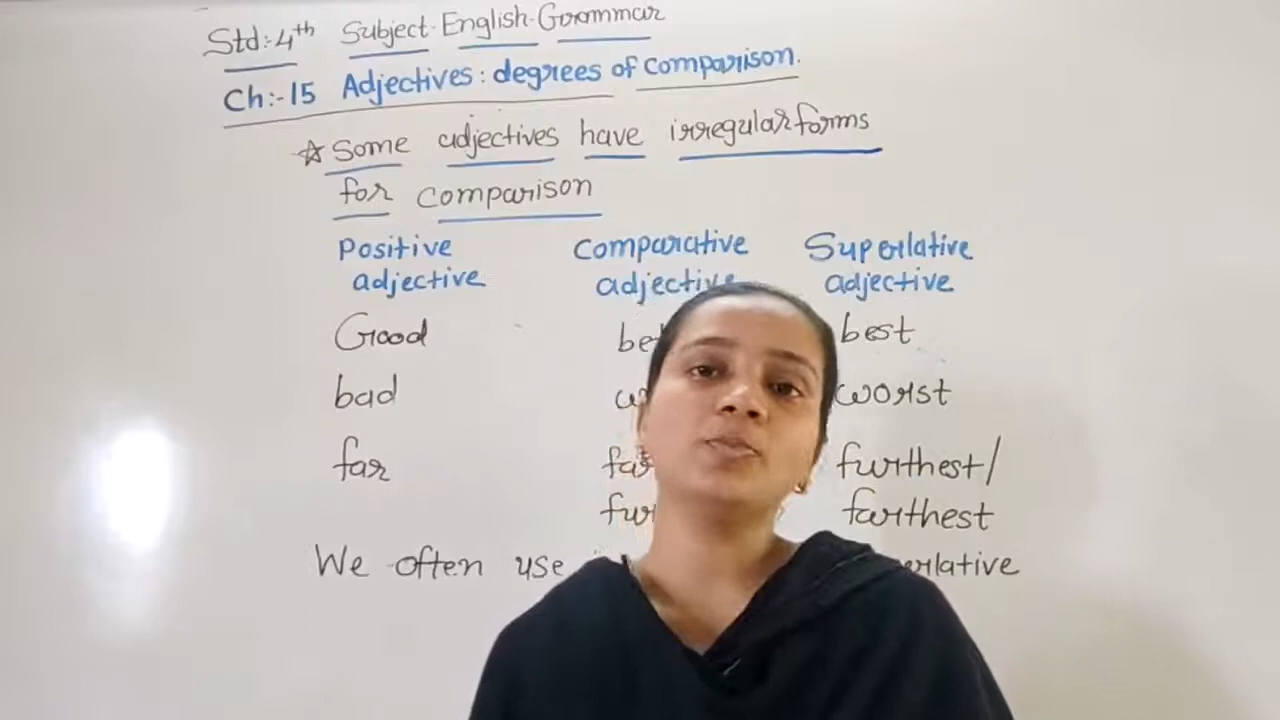 Std:-4th Subject-English-Grammar
Ch:-15 Adjectives: degrees of comparison.
☆ Some adjectives have irregular forms
for comparison
Positive Comparative Superlative
adjective adjective adjective
Good best
bad worst
far furthest/
farthest
We often use